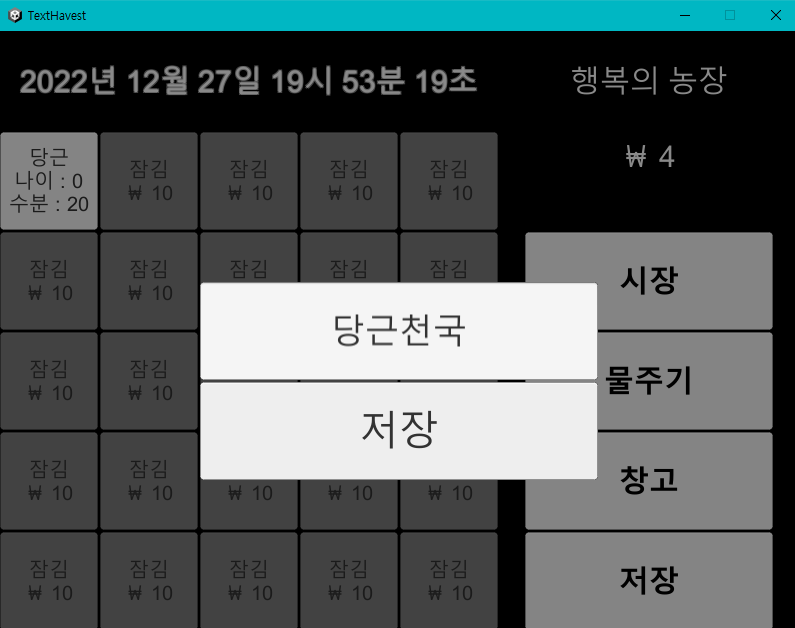 TextHavest
2022년 12월 27일 19시 53분 19초
행복의 농장
₩ 4
당근
나이 : 0
수분 : 20
잠김
₩ 10
잠김
₩ 10
잠김
₩ 10
잠김
₩ 10
잠김
₩ 10
잠김
₩ 10
잠김
잠김
잠김
잠김
₩ 10
잠김
₩ 10
잠김
₩ 10
잠김
₩ 10
₩ 10
₩ 10
₩ 10
잠김
₩ 10
잠김
₩ 10
잠김
₩ 10
잠김
₩ 10
잠김
₩ 10
당근천국
저장
시장
물주기
창고
저장